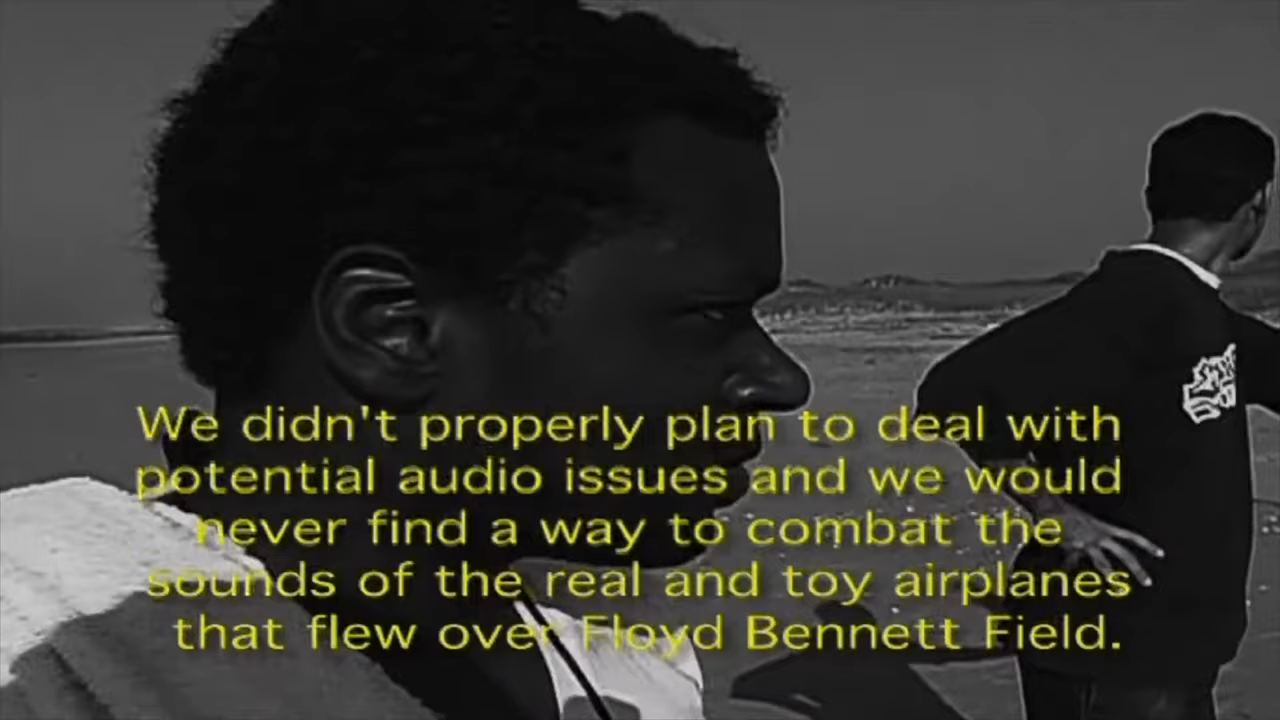 We didn't properly plan to deal with
potential audio issues and we would
never find a way to combat the
sounds of the real and toy airplanes
that flew over Floyd Bennett Field.